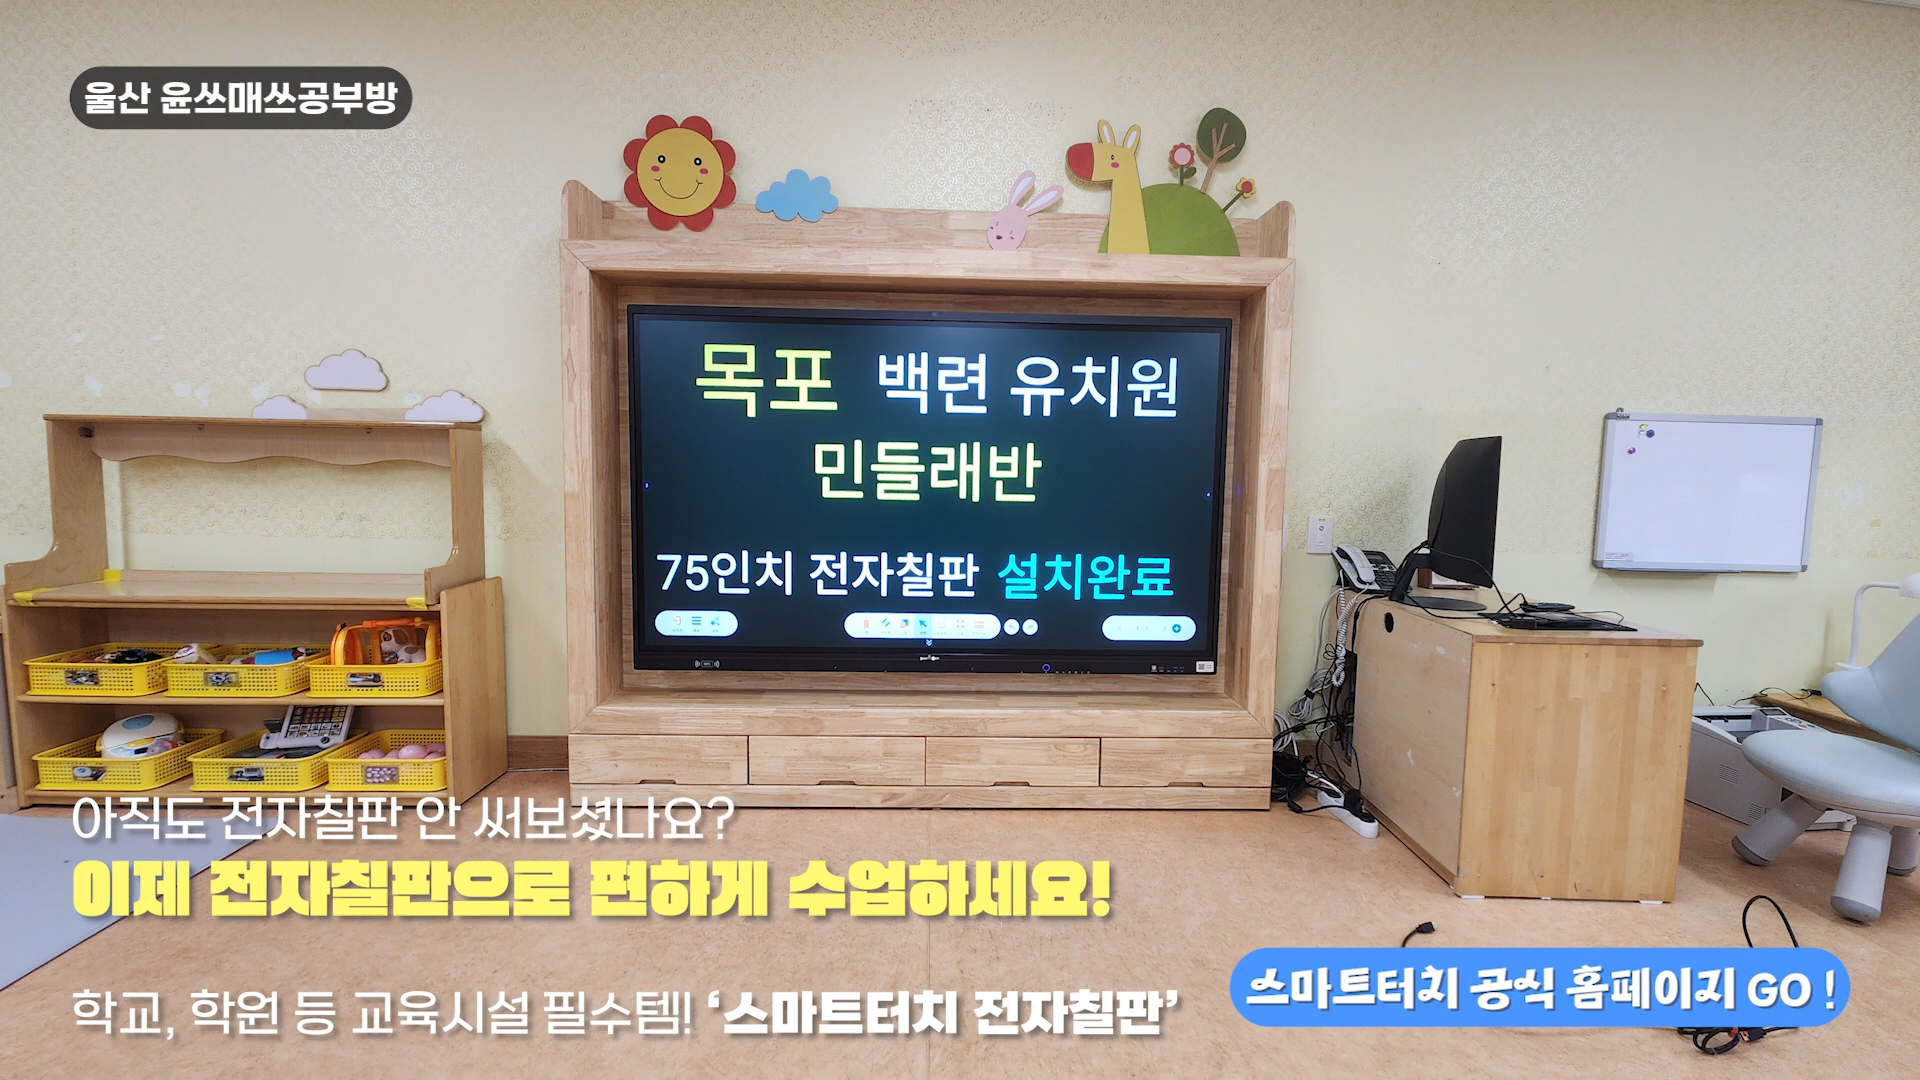 울산 윤쓰매쓰공부방
목포 백련 유치원
민들래반
75인치 전자칠판 설치완료
아직도 전자칠판 안 써보셨나요?
이제 전자칠판으로 편하게 수업하세요!
학교, 학원 등 교육시설 필수템! ‘스마트터치 전자칠판’
스마트터치 공식 홈페이지 GO !